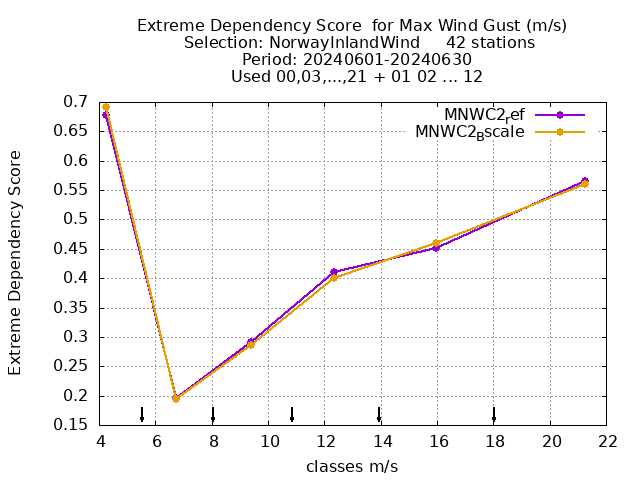 Extreme Dependency Score  for Max Wind Gust (m/s)
Selection: NorwayInlandWind     42 stations
Period: 20240601-20240630
Used 00,03,...,21 + 01 02 ... 12
MNWC2ref
MNWC2Bscale
0.7
0.65
0.6
0.55
0.5
0.45
0.4
0.35
0.3
0.25
0.2
0.15
Extreme Dependency Score
4 6 8 10 12 14 16 18 20 22
classes m/s